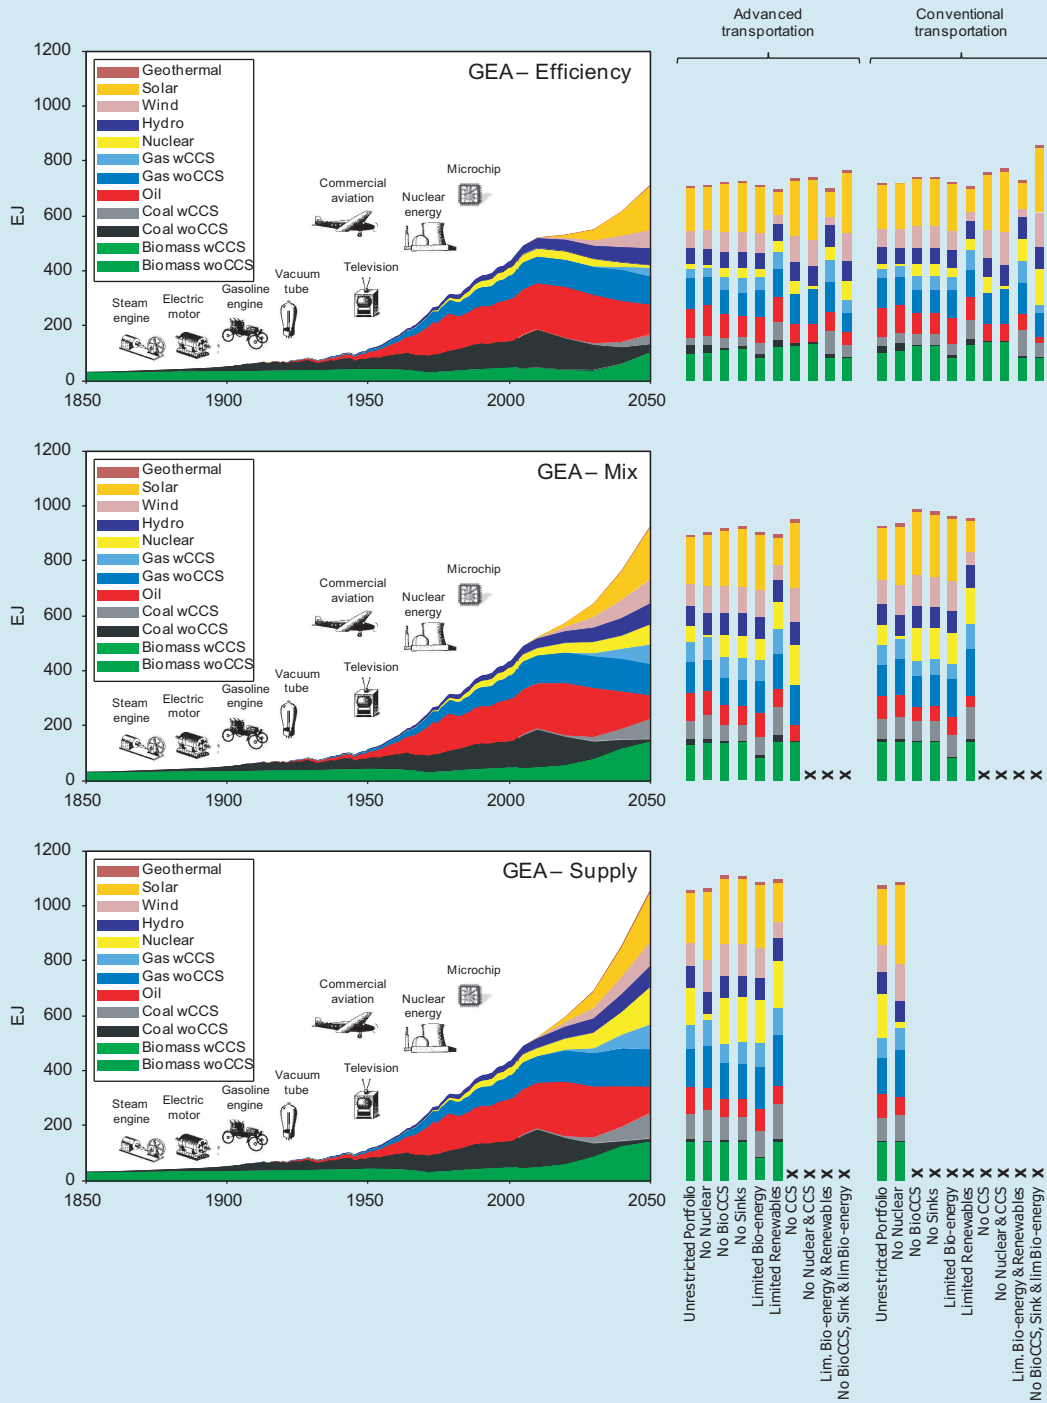 Advanced
transportation
Conventional
transportation
1200
1000
800
600
400
200
0
EJ
GEA – Efficiency
Geothermal
Solar
Wind
Hydro
Nuclear
Gas wCCS
Gas woCCS
Oil
Coal wCCS
Coal woCCS
Biomass wCCS
Biomass woCCS
Steam
engine
Electric
motor
Gasoline
engine
Vacuum
tube
Commercial
aviation
Television
Nuclear
energy
Microchip
1850
1900
1950
2000
2050
1200
1000
800
600
400
200
0
EJ
GEA – Mix
Geothermal
Solar
Wind
Hydro
Nuclear
Gas wCCS
Gas woCCS
Oil
Coal wCCS
Coal woCCS
Biomass wCCS
Biomass woCCS
Steam
engine
Electric
motor
Gasoline
engine
Vacuum
tube
Commercial
aviation
Television
Nuclear
energy
Microchip
1850
1900
1950
2000
2050
X X X
X X X X
1200
1000
800
600
400
200
0
EJ
GEA – Supply
Geothermal
Solar
Wind
Hydro
Nuclear
Gas wCCS
Gas woCCS
Oil
Coal wCCS
Coal woCCS
Biomass wCCS
Biomass woCCS
Steam
engine
Electric
motor
Gasoline
engine
Vacuum
tube
Commercial
aviation
Television
Nuclear
energy
Microchip
1850
1900
1950
2000
2050
X X X X
X X X X X X X X
Unrestricted Portfolio
No Nuclear
No BioCCS
No Sinks
Limited Bio-energy
Limited Renewables
No CCS
No Nuclear & CCS
Lim. Bio-energy & Renewables
No BioCCS, Sink & lim Bio-energy
Unrestricted Portfolio
No Nuclear
No BioCCS
No Sinks
Limited Bio-energy
Limited Renewables
No CCS
No Nuclear & CCS
Lim. Bio-energy & Renewables
No BioCCS, Sink & lim Bio-energy